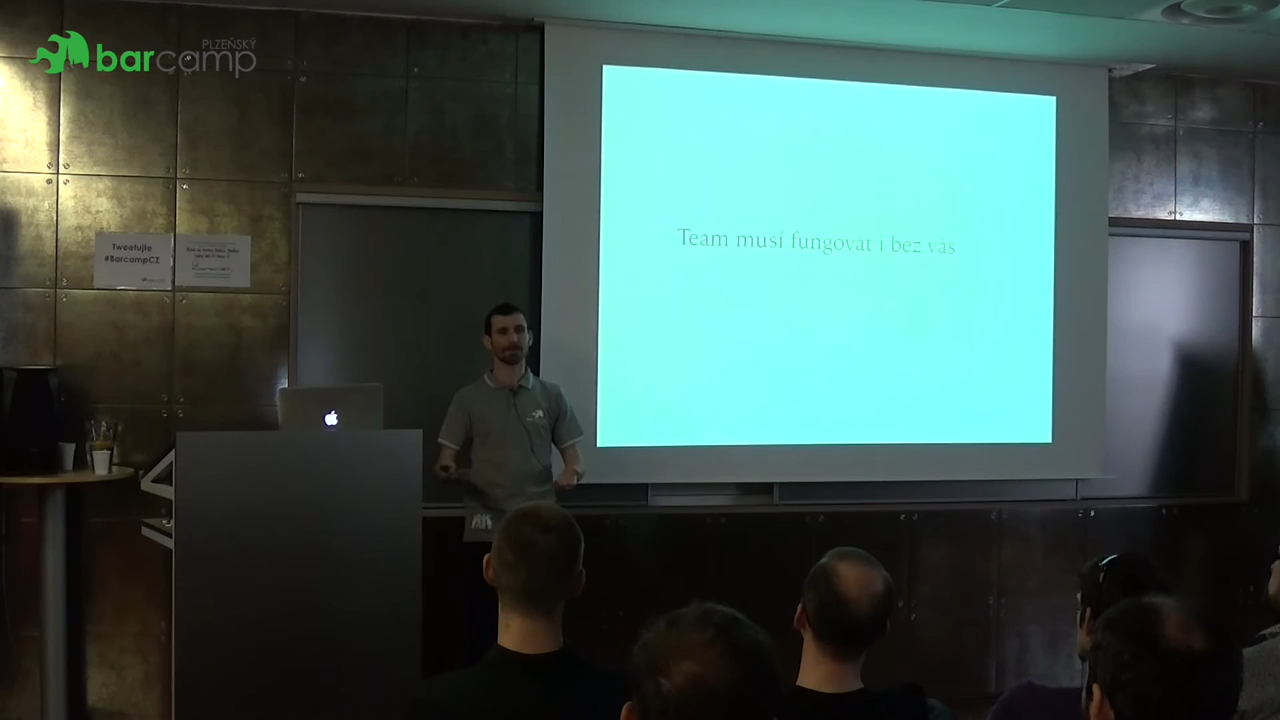 PLZEŇSKÝ
barcamp
Tweetujte
#BarcampCZ
Team musí fungovat i bez vás